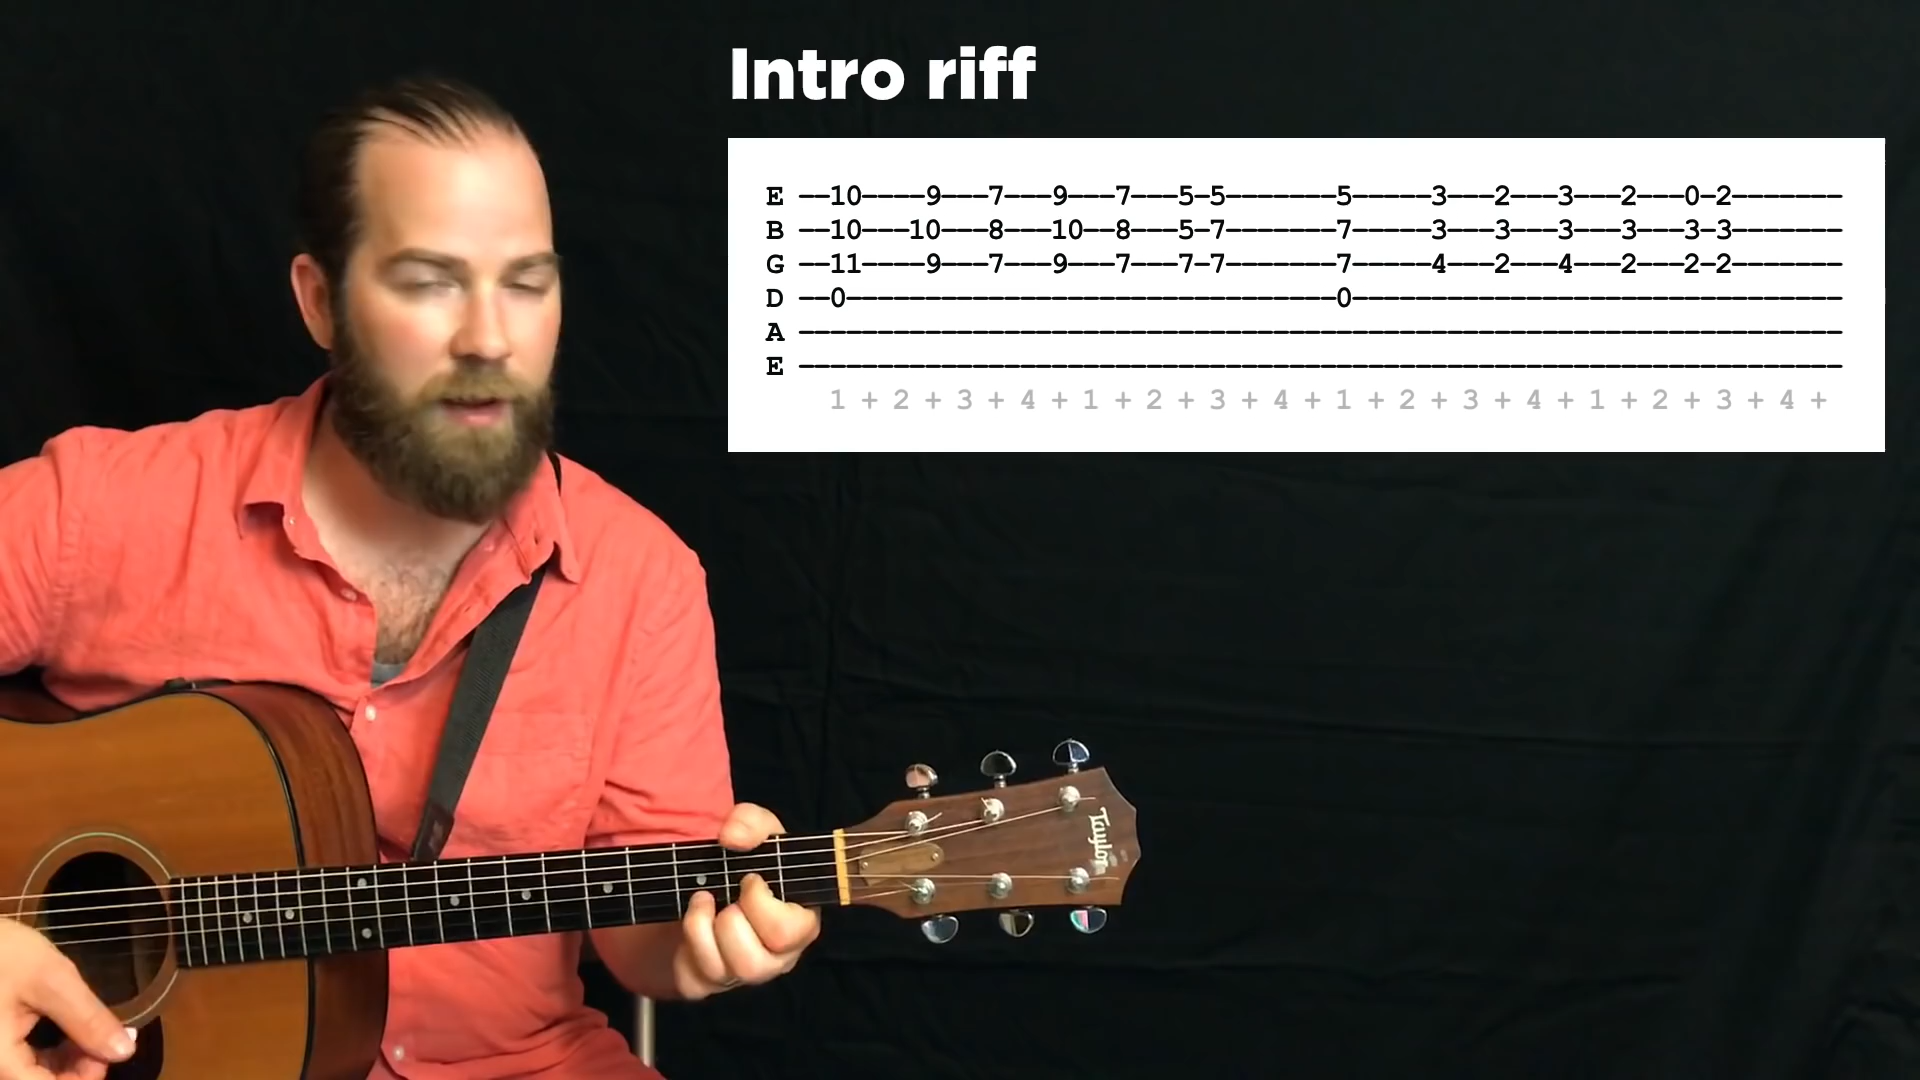 Intro riff
E --10----9---7---9---7---5-5-------5-----3---2---3---2---0-2-------
B --10---10---8---10--8---5-7-------7-----3---3---3---3---3-3-------
G --11----9---7---9---7---7-7-------7-----4---2---4---2---2-2-------
D --0-------------------------------0-------------------------------
A ------------------------------------------------------------------
E ------------------------------------------------------------------
1 + 2 + 3 + 4 + 1 + 2 + 3 + 4 + 1 + 2 + 3 + 4 + 1 + 2 + 3 + 4 +
Taylor